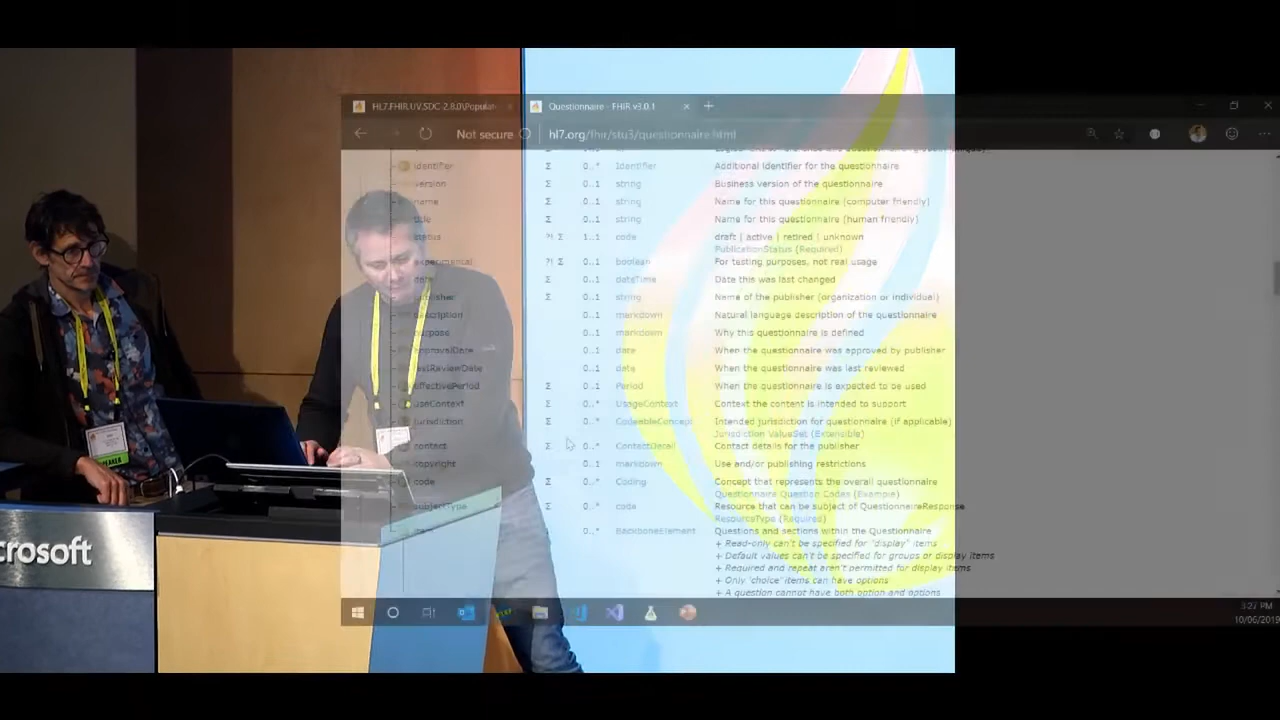 HL7.FHIR.UV.SDC-2.8.0\Populat
Questionnaire - FHIR v3.0.1
Not secure
hl7.org/fhir/stu3/questionnaire.html
identifier Σ 0..* Identifier Additional identifier for the questionnaire
version Σ 0..1 string Business version of the questionnaire
name Σ 0..1 string Name for this questionnaire (computer friendly)
title Σ 0..1 string Name for this questionnaire (human friendly)
status ?! Σ 1..1 code draft | active | retired | unknown
PublicationStatus (Required)
experimental ?! Σ 0..1 boolean For testing purposes, not real usage
date Σ 0..1 dateTime Date this was last changed
publisher Σ 0..1 string Name of the publisher (organization or individual)
description 0..1 markdown Natural language description of the questionnaire
purpose 0..1 markdown Why this questionnaire is defined
approvalDate 0..1 date When the questionnaire was approved by publisher
lastReviewDate 0..1 date When the questionnaire was last reviewed
effectivePeriod Σ 0..1 Period When the questionnaire is expected to be used
useContext Σ 0..* UsageContext Context the content is intended to support
jurisdiction Σ 0..* CodeableConcept Intended jurisdiction for questionnaire (if applicable)
Jurisdiction ValueSet (Extensible)
contact Σ 0..* ContactDetail Contact details for the publisher
copyright 0..1 markdown Use and/or publishing restrictions
code Σ 0..* Coding Concept that represents the overall questionnaire
Questionnaire Question Codes (Example)
subjectType Σ 0..* code Resource that can be subject of QuestionnaireResponse
ResourceType (Required)
item 0..* BackboneElement Questions and sections within the Questionnaire
+ Read-only can't be specified for "display" items
+ Default values can't be specified for groups or display items
+ Required and repeat aren't permitted for display items
+ Only 'choice' items can have options
+ A question cannot have both option and options
crosoft
3:27 PM
10/06/2019